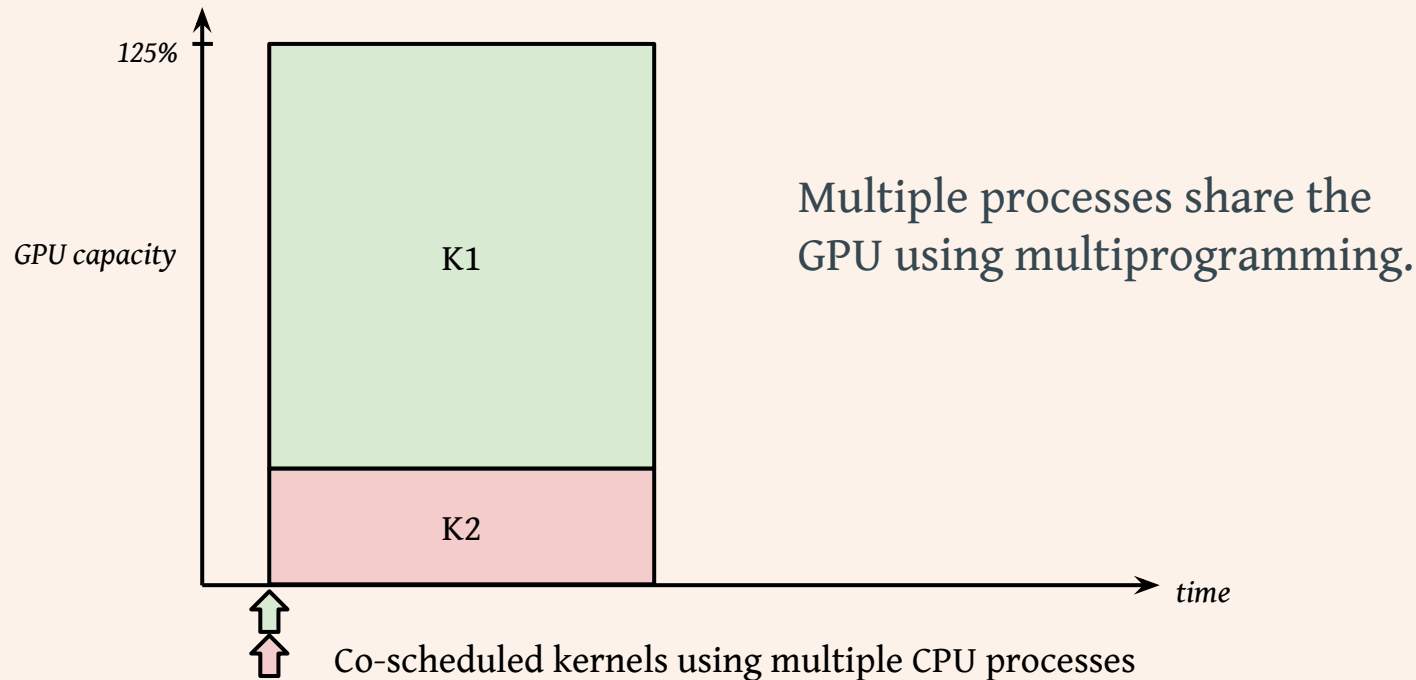 125%
GPU capacity
K1
Multiple processes share the
GPU using multiprogramming.
K2
time
Co-scheduled kernels using multiple CPU processes